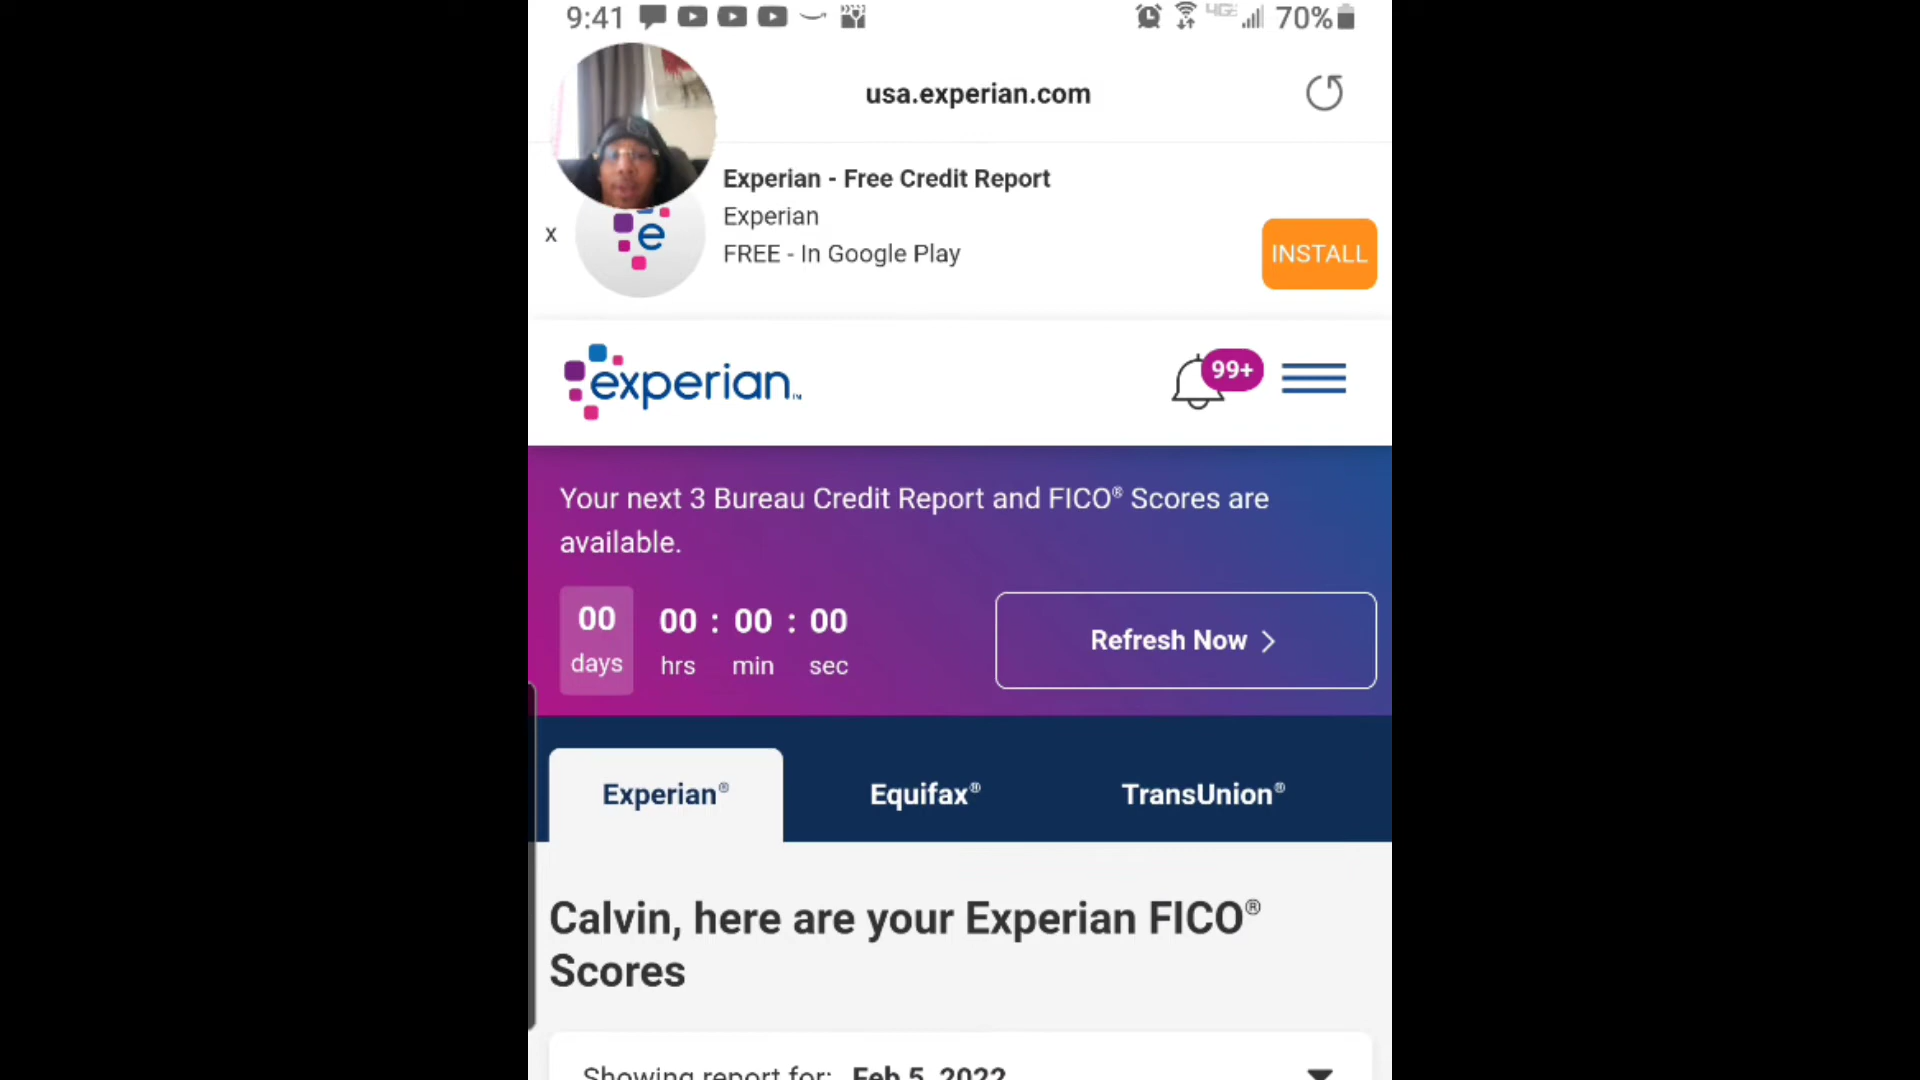 9:41 4GE 70%
usa.experian.com
Experian - Free Credit Report
Experian
FREE - In Google Play
x
e
INSTALL
experian™
99+
Your next 3 Bureau Credit Report and FICO® Scores are
available.
00 00 : 00 : 00
days hrs min sec
Refresh Now
Experian® Equifax® TransUnion®
Calvin, here are your Experian FICO®
Scores
Showing report for: Feb 5, 2022